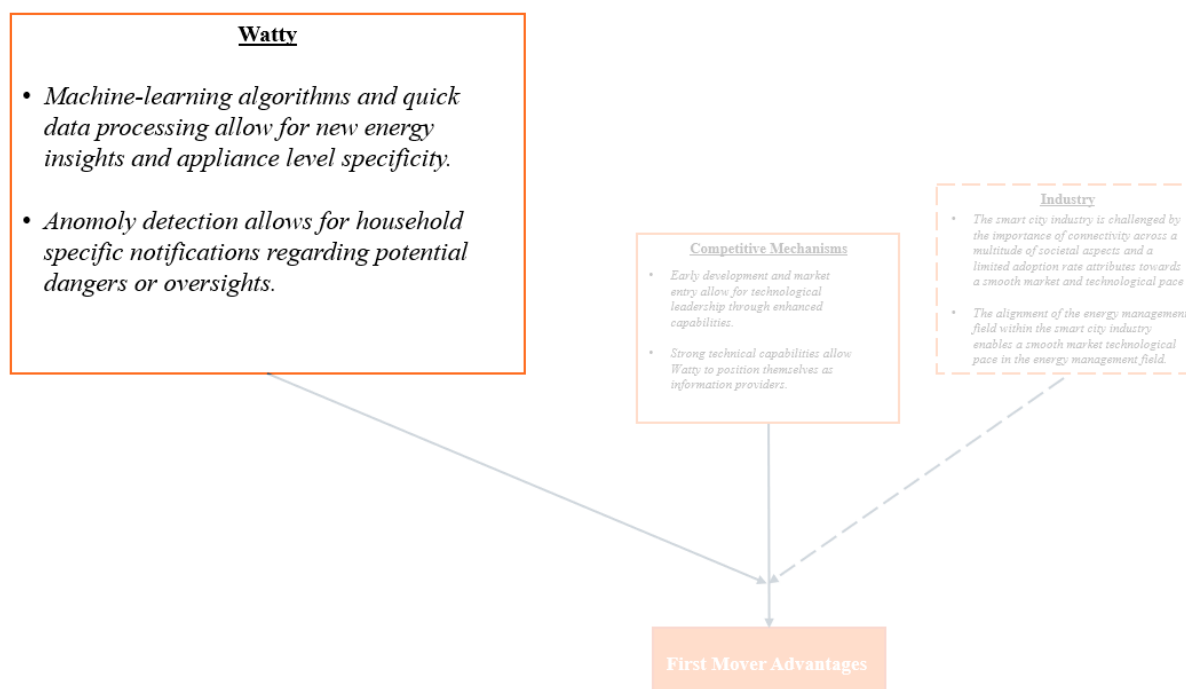 Watty
• Machine-learning algorithms and quick
data processing allow for new energy
insights and appliance level specificity.
• Anomoly detection allows for household
specific notifications regarding potential
dangers or oversights.
Competitive Mechanisms
• Early development and market
entry allow for technological
leadership through enhanced
capabilities.
• Strong technical capabilities allow
Watty to position themselves as
information providers.
Industry
• The smart city industry is challenged by
the importance of connectivity across a
multitude of societal aspects and a
limited adoption rate attributes towards
a smooth market and technological pace
• The alignment of the energy management
field within the smart city industry
enables a smooth market technological
pace in the energy management field.
First Mover Advantages